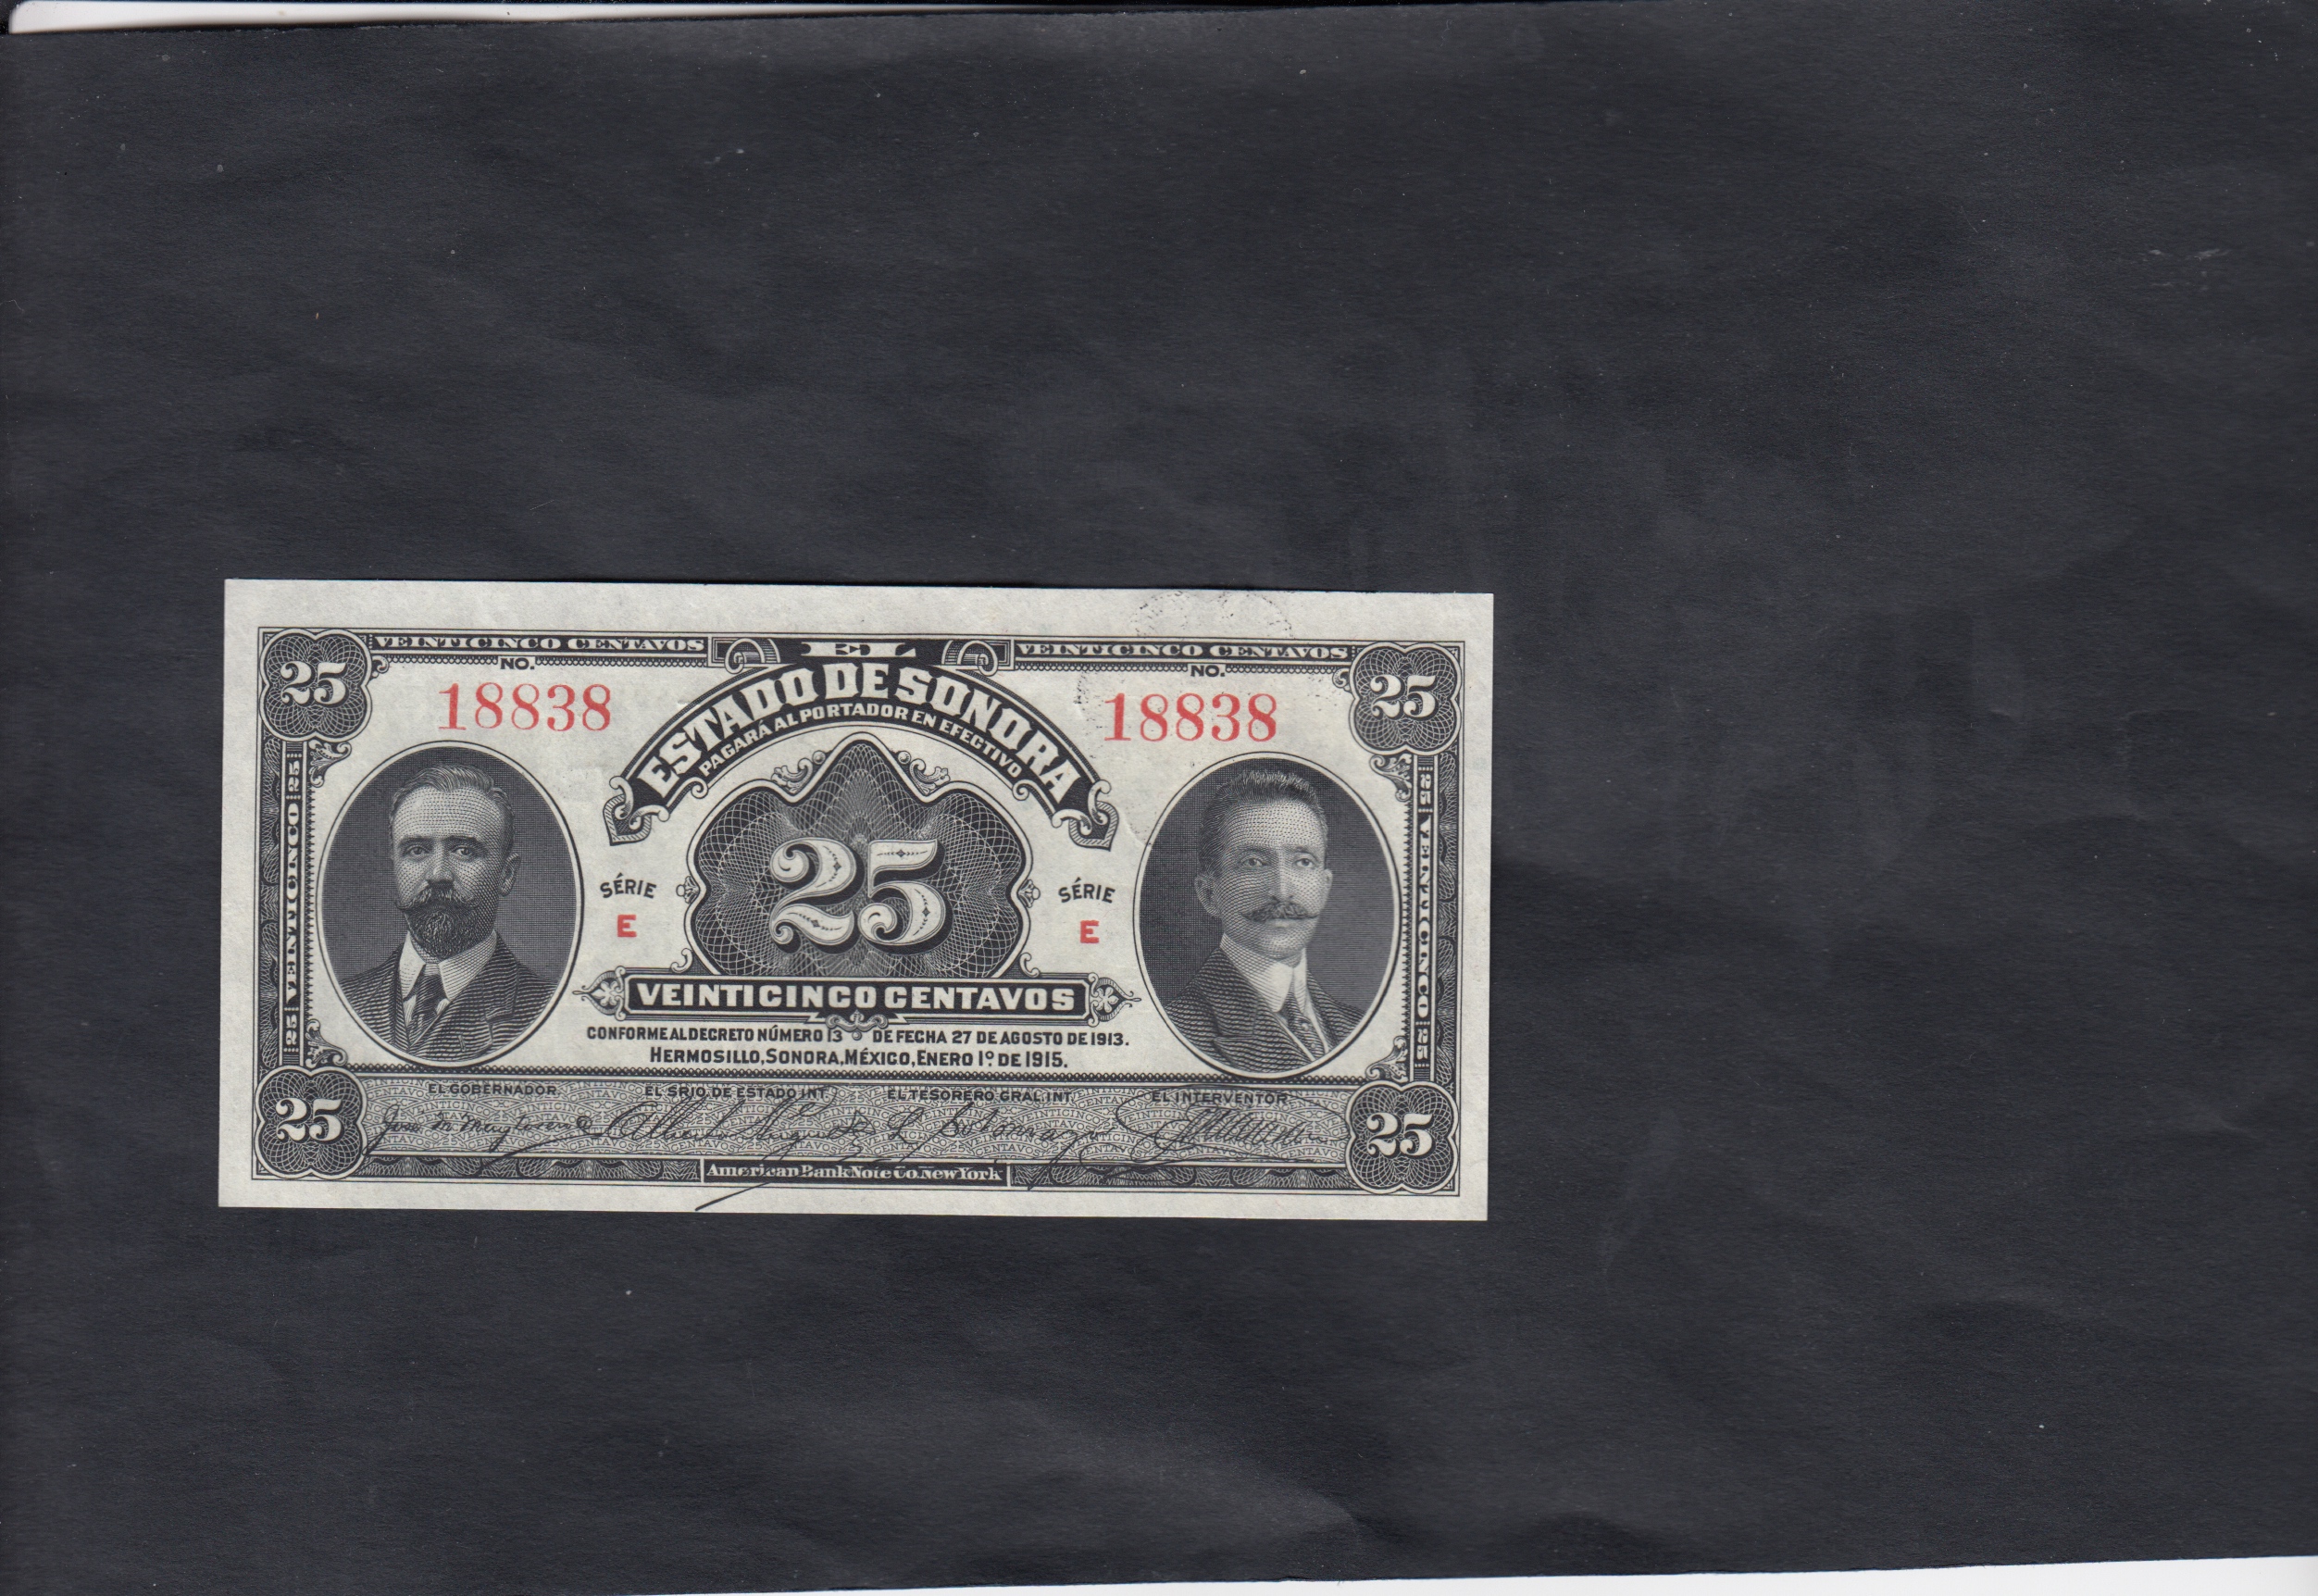 VEINTICINCO CENTAVOS EL VEINTICINCO CENTAVOS
25 NO. ESTADO DE SONORA NO. 25
18838 PAGARÁ AL PORTADOR EN EFECTIVO 18838
25 VEINTICINCO 25
25 VEINTICINCO 25
25
SÉRIE SÉRIE
E E
VEINTICINCO CENTAVOS
CONFORME AL DECRETO NÚMERO 13 DE FECHA 27 DE AGOSTO DE 1913.
HERMOSILLO, SONORA, MÉXICO, ENERO 1º DE 1915.
EL GOBERNADOR EL SRIO. DE ESTADO INT. EL TESORERO GRAL. INT. EL INTERVENTOR
25 25
American Bank Note Co. New York